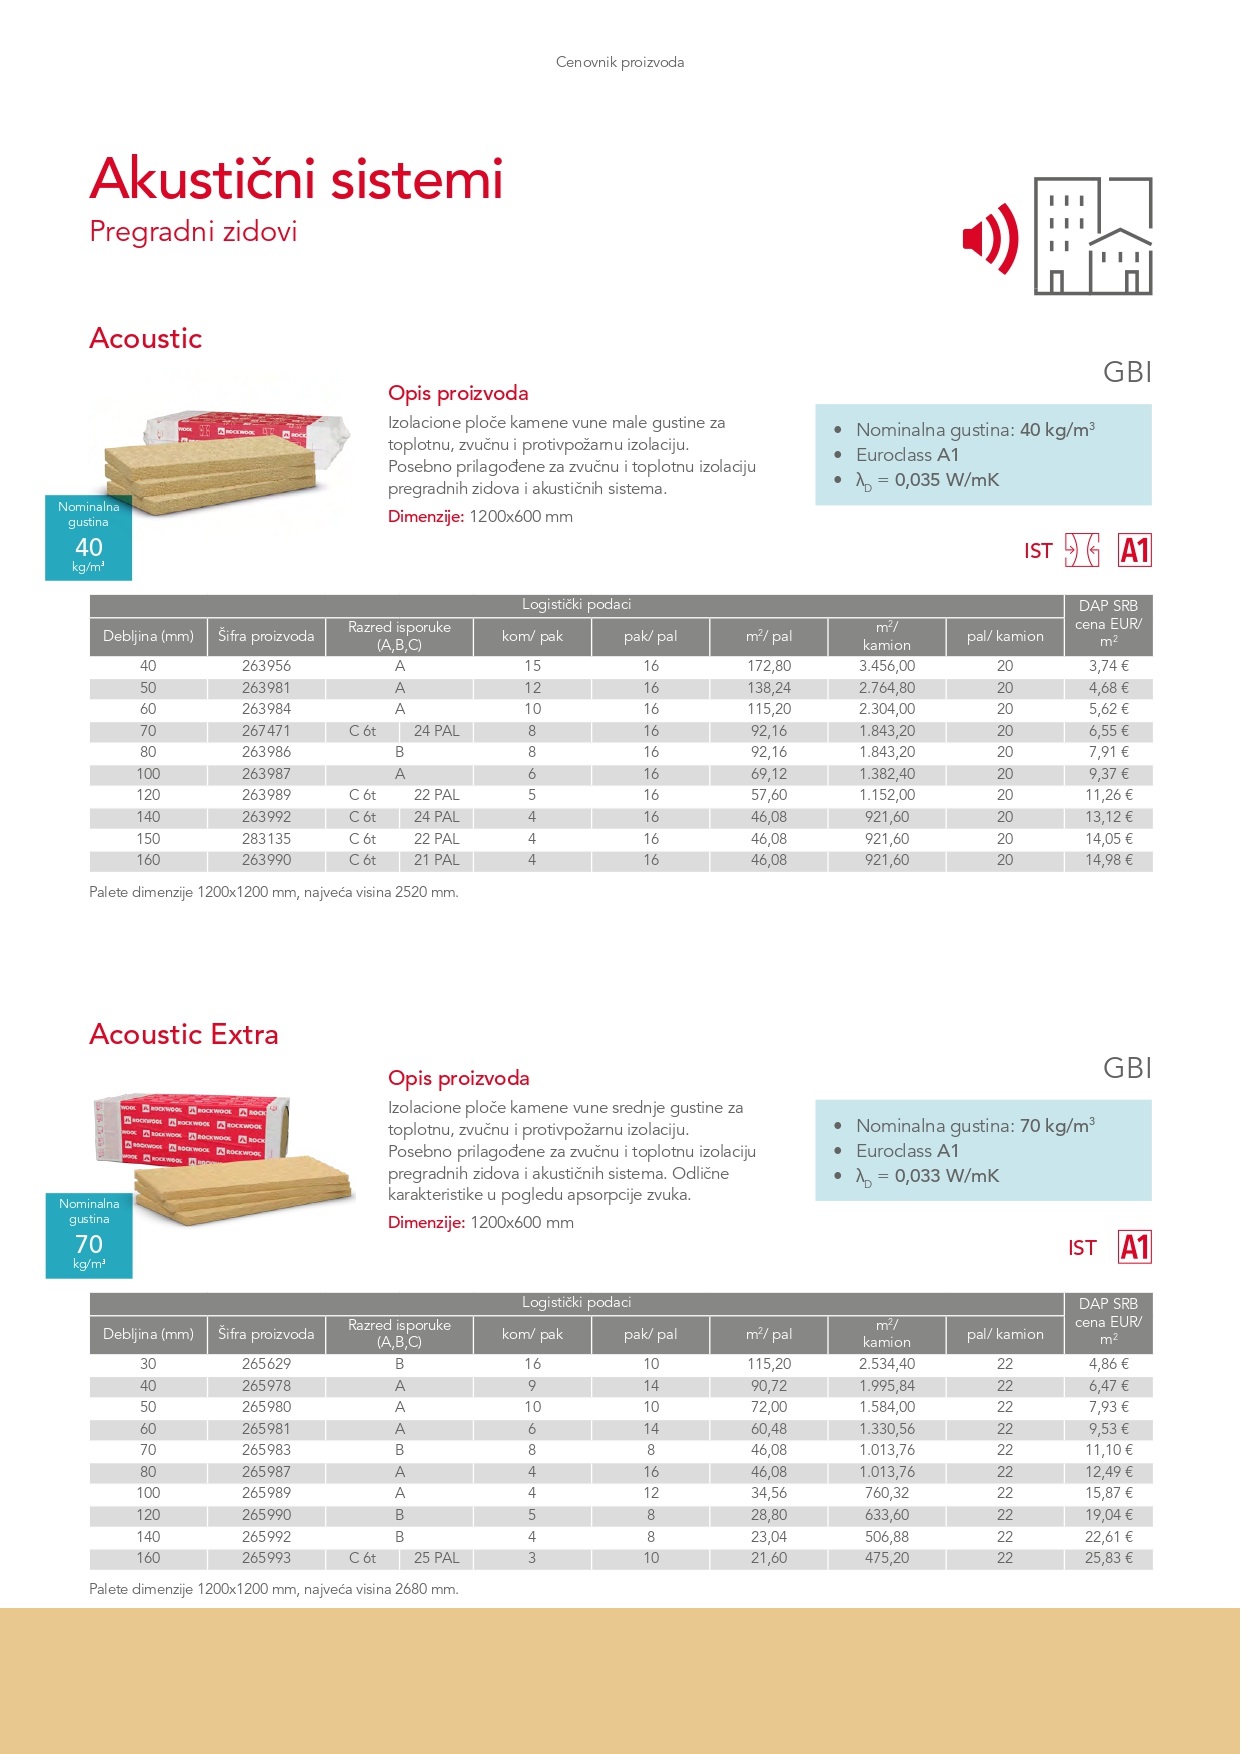 Cenovnik proizvoda
Akustični sistemi
Pregradni zidovi
Acoustic
GBI
Opis proizvoda
Izolacione ploče kamene vune male gustine za
toplotnu, zvučnu i protivpožarnu izolaciju.
Posebno prilagođene za zvučnu i toplotnu izolaciju
pregradnih zidova i akustičnih sistema.
Dimenzije: 1200x600 mm
• Nominalna gustina: 40 kg/m³
• Euroclass A1
• λD = 0,035 W/mK
ROCKWOOL
Nominalna
gustina
40
kg/m³
IST A1
Logistički podaci DAP SRB cena EUR/ m²
Debljina (mm) Šifra proizvoda Razred isporuke (A,B,C) kom/ pak pak/ pal m²/ pal m²/ kamion pal/ kamion
40 263956 A 15 16 172,80 3.456,00 20 3,74 €
50 263981 A 12 16 138,24 2.764,80 20 4,68 €
60 263984 A 10 16 115,20 2.304,00 20 5,62 €
70 267471 C 6t 24 PAL 8 16 92,16 1.843,20 20 6,55 €
80 263986 B 8 16 92,16 1.843,20 20 7,91 €
100 263987 A 6 16 69,12 1.382,40 20 9,37 €
120 263989 C 6t 22 PAL 5 16 57,60 1.152,00 20 11,26 €
140 263992 C 6t 24 PAL 4 16 46,08 921,60 20 13,12 €
150 283135 C 6t 22 PAL 4 16 46,08 921,60 20 14,05 €
160 263990 C 6t 21 PAL 4 16 46,08 921,60 20 14,98 €
Palete dimenzije 1200x1200 mm, najveća visina 2520 mm.
Acoustic Extra
GBI
Opis proizvoda
Izolacione ploče kamene vune srednje gustine za
toplotnu, zvučnu i protivpožarnu izolaciju.
Posebno prilagođene za zvučnu i toplotnu izolaciju
pregradnih zidova i akustičnih sistema. Odlične
karakteristike u pogledu apsorpcije zvuka.
Dimenzije: 1200x600 mm
• Nominalna gustina: 70 kg/m³
• Euroclass A1
• λD = 0,033 W/mK
ROCKWOOL
Nominalna
gustina
70
kg/m³
IST A1
Logistički podaci DAP SRB cena EUR/ m²
Debljina (mm) Šifra proizvoda Razred isporuke (A,B,C) kom/ pak pak/ pal m²/ pal m²/ kamion pal/ kamion
30 265629 B 16 10 115,20 2.534,40 22 4,86 €
40 265978 A 9 14 90,72 1.995,84 22 6,47 €
50 265980 A 10 10 72,00 1.584,00 22 7,93 €
60 265981 A 6 14 60,48 1.330,56 22 9,53 €
70 265983 B 8 8 46,08 1.013,76 22 11,10 €
80 265987 A 4 16 46,08 1.013,76 22 12,49 €
100 265989 A 4 12 34,56 760,32 22 15,87 €
120 265990 B 5 8 28,80 633,60 22 19,04 €
140 265992 B 4 8 23,04 506,88 22 22,61 €
160 265993 C 6t 25 PAL 3 10 21,60 475,20 22 25,83 €
Palete dimenzije 1200x1200 mm, najveća visina 2680 mm.